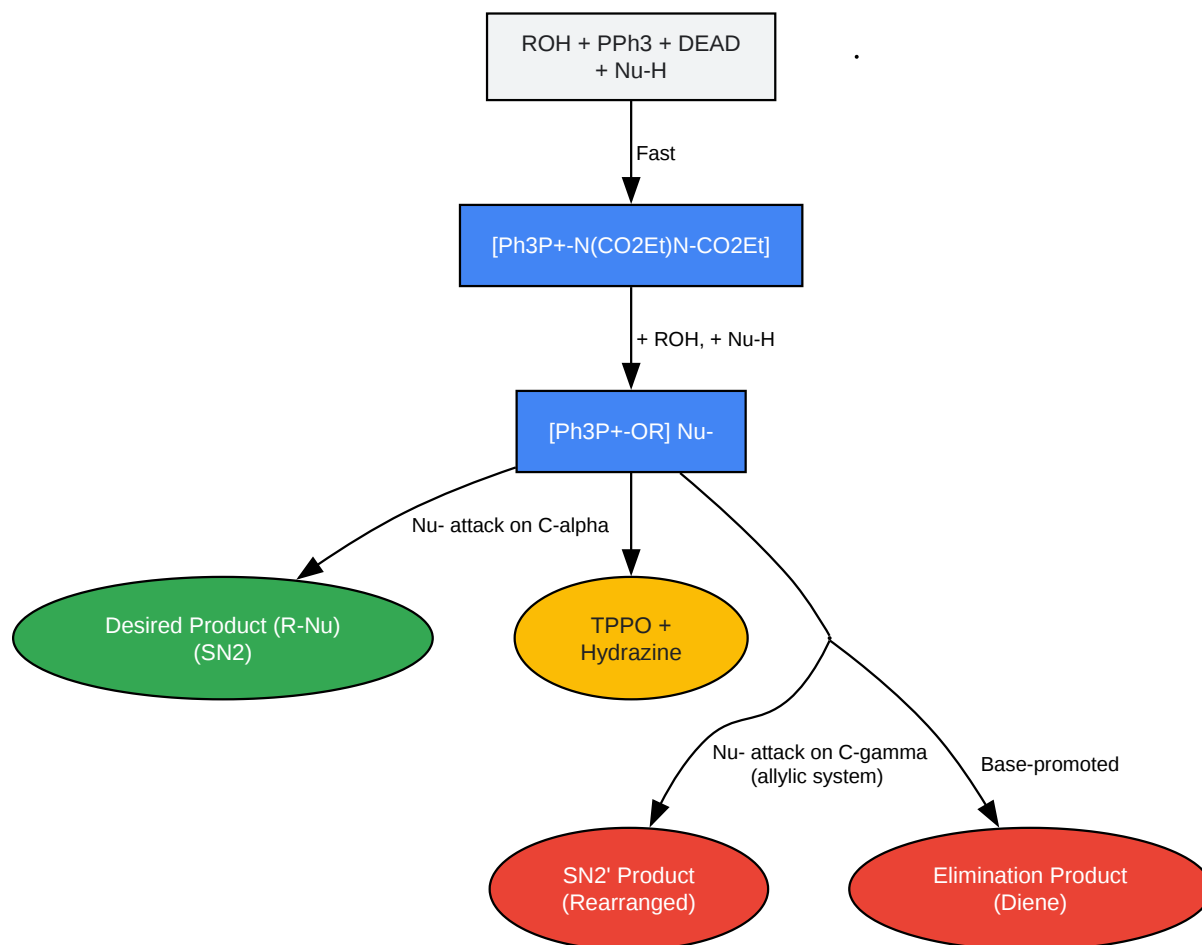 ROH + PPh3 + DEAD
+ Nu-H
Fast
[Ph3P+-N(CO2Et)N-CO2Et]
+ ROH, + Nu-H
[Ph3P+-OR] Nu-
Nu- attack on C-alpha
Desired Product (R-Nu)
(SN2)
TPPO +
Hydrazine
Nu- attack on C-gamma
(allylic system)
Base-promoted
SN2' Product
(Rearranged)
Elimination Product
(Diene)